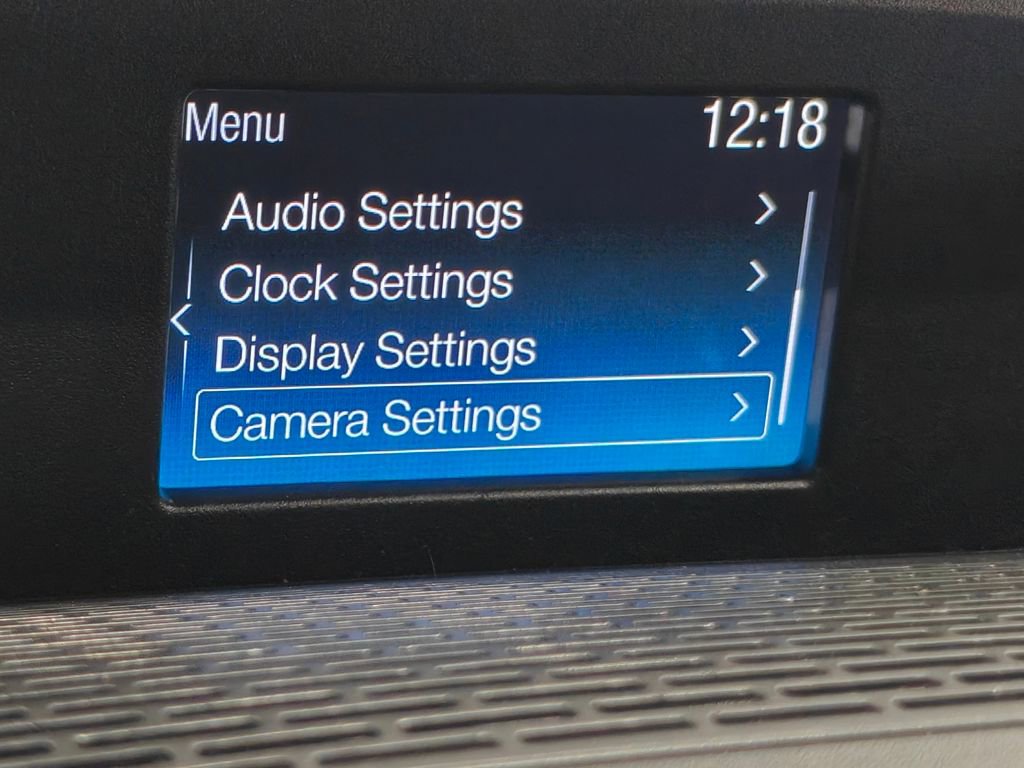 Menu 12:18
Audio Settings
Clock Settings
Display Settings
Camera Settings